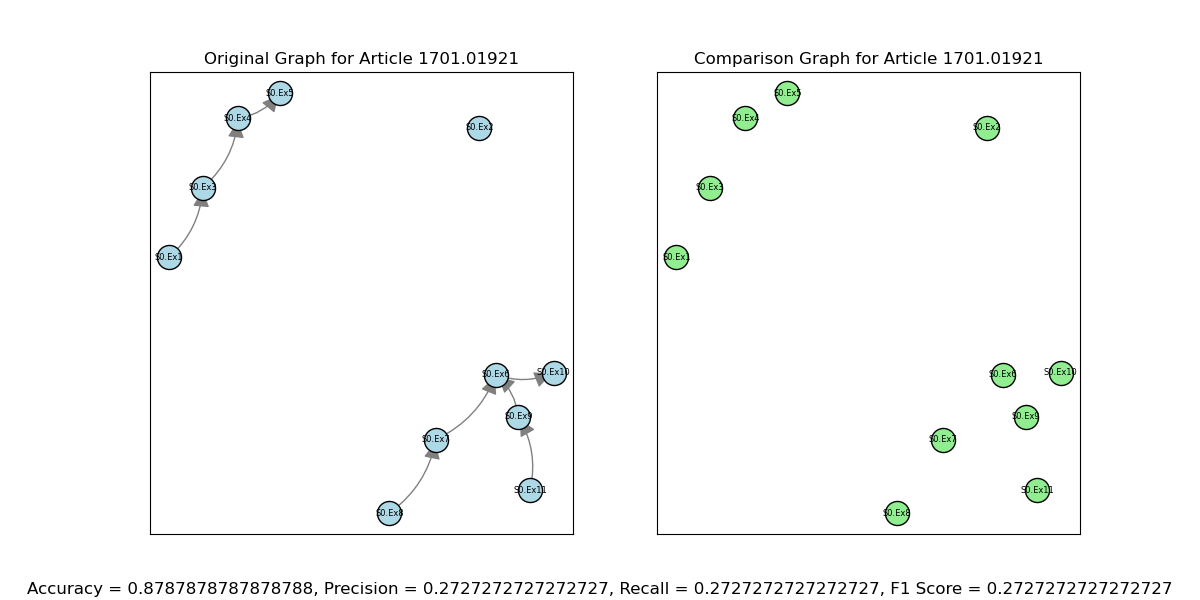 Original Graph for Article 1701.01921
S0.Ex5
S0.Ex4
S0.Ex2
S0.Ex3
S0.Ex1
S0.Ex6
S0.Ex10
S0.Ex9
S0.Ex7
S0.Ex11
S0.Ex8
Comparison Graph for Article 1701.01921
S0.Ex5
S0.Ex4
S0.Ex2
S0.Ex3
S0.Ex1
S0.Ex6
S0.Ex10
S0.Ex9
S0.Ex7
S0.Ex11
S0.Ex8
Accuracy = 0.8787878787878788, Precision = 0.2727272727272727, Recall = 0.2727272727272727, F1 Score = 0.2727272727272727